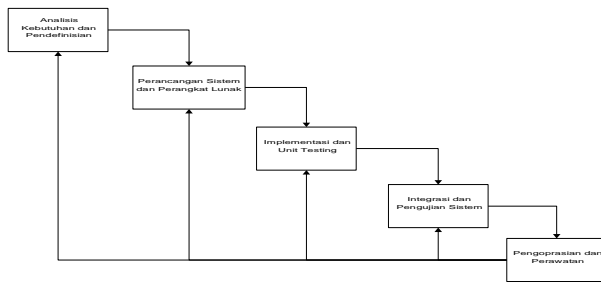 Analisis
Kebutuhan dan
Pendefinisian
Perancangan Sistem
dan Perangkat Lunak
Implementasi dan
Unit Testing
Integrasi dan
Pengujian Sistem
Pengoprasian dan
Perawatan